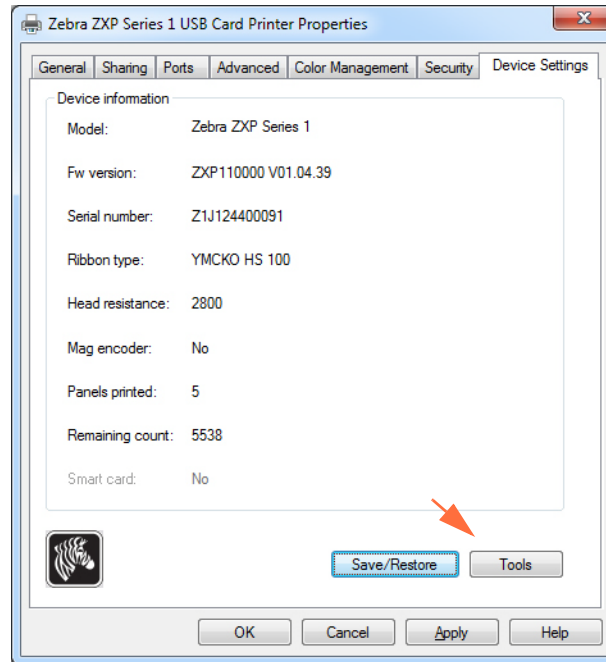 Zebra ZXP Series 1 USB Card Printer Properties
General Sharing Ports Advanced Color Management Security Device Settings
Device information
Model: Zebra ZXP Series 1
Fw version: ZXP110000 V01.04.39
Serial number: Z1J124400091
Ribbon type: YMCKO HS 100
Head resistance: 2800
Mag encoder: No
Panels printed: 5
Remaining count: 5538
Smart card: No
Save/Restore Tools
OK Cancel Apply Help